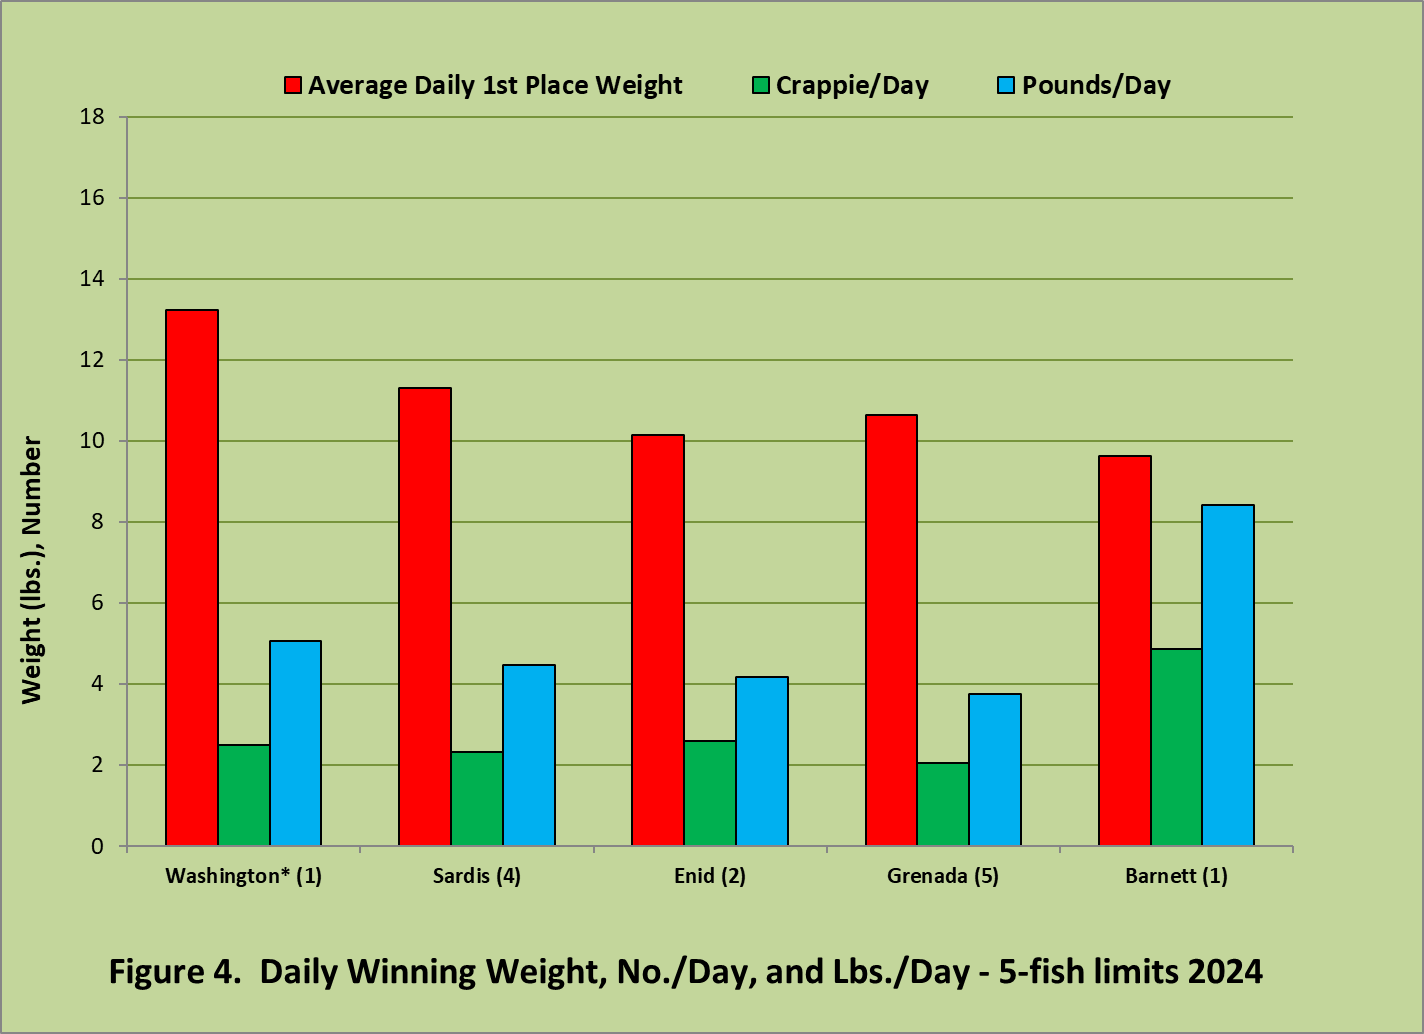 Average Daily 1st Place Weight Crappie/Day Pounds/Day
18
16
14
12
10
8
6
4
2
0
Weight (lbs.), Number
Washington* (1) Sardis (4) Enid (2) Grenada (5) Barnett (1)
Figure 4.  Daily Winning Weight, No./Day, and Lbs./Day - 5-fish limits 2024